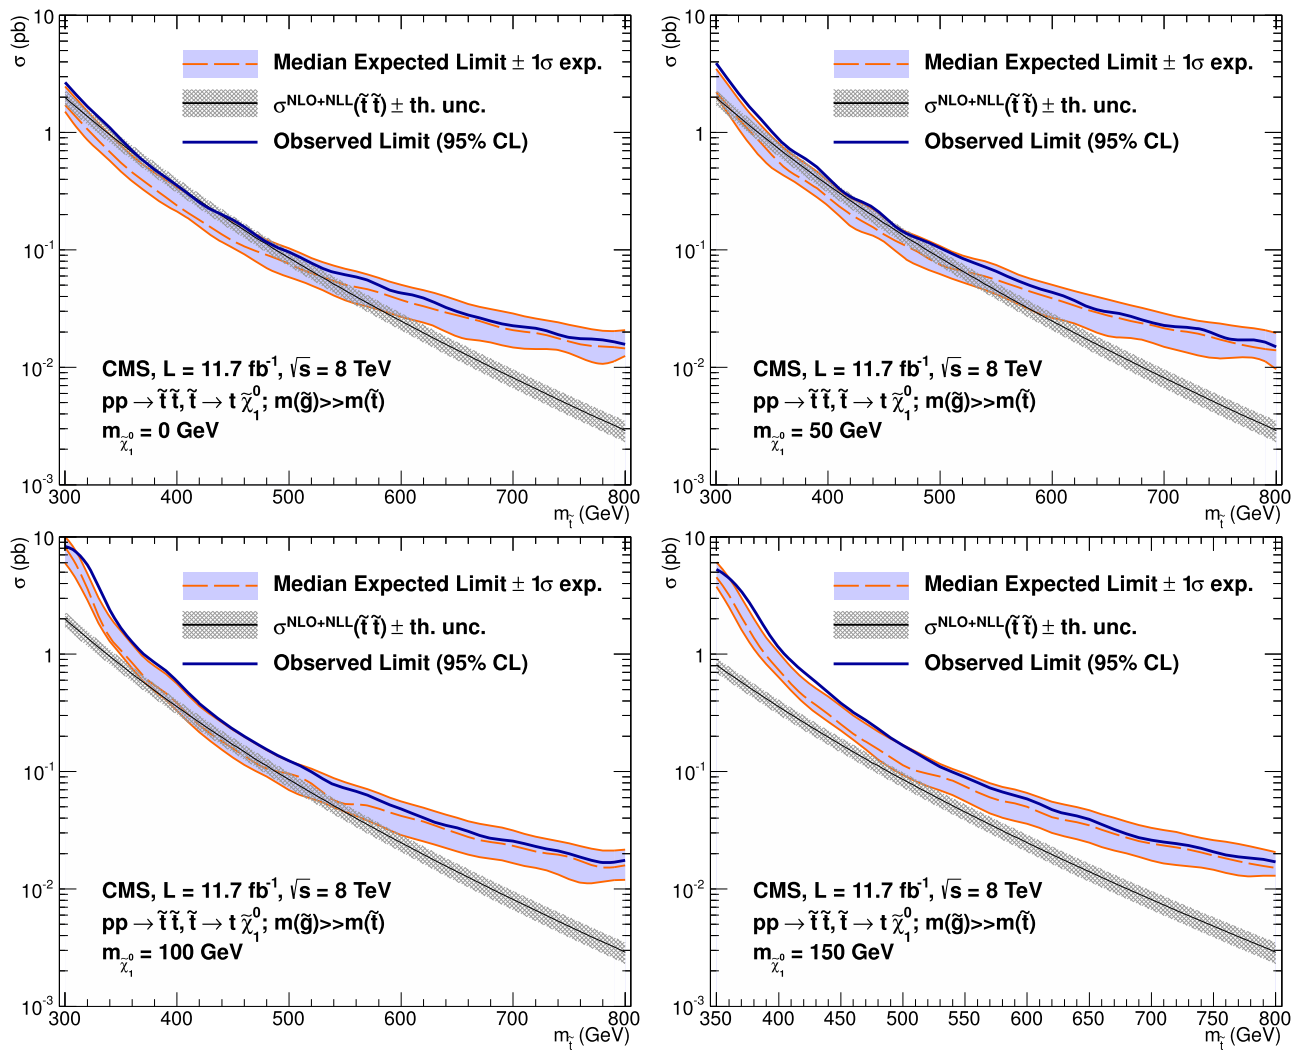 σ (pb)
10
1
10⁻¹
10⁻²
10⁻³
Median Expected Limit ± 1σ exp.
σ^NLO+NLL(t̃ t̃) ± th. unc.
Observed Limit (95% CL)
CMS, L = 11.7 fb⁻¹, √s = 8 TeV
pp → t̃ t̃, t̃ → t χ̃₁⁰; m(g̃)>>m(t̃)
m_χ̃₁⁰ = 0 GeV
300 400 500 600 700 800
m_t̃ (GeV)
σ (pb)
10
1
10⁻¹
10⁻²
10⁻³
Median Expected Limit ± 1σ exp.
σ^NLO+NLL(t̃ t̃) ± th. unc.
Observed Limit (95% CL)
CMS, L = 11.7 fb⁻¹, √s = 8 TeV
pp → t̃ t̃, t̃ → t χ̃₁⁰; m(g̃)>>m(t̃)
m_χ̃₁⁰ = 50 GeV
300 400 500 600 700 800
m_t̃ (GeV)
σ (pb)
10
1
10⁻¹
10⁻²
10⁻³
Median Expected Limit ± 1σ exp.
σ^NLO+NLL(t̃ t̃) ± th. unc.
Observed Limit (95% CL)
CMS, L = 11.7 fb⁻¹, √s = 8 TeV
pp → t̃ t̃, t̃ → t χ̃₁⁰; m(g̃)>>m(t̃)
m_χ̃₁⁰ = 100 GeV
300 400 500 600 700 800
m_t̃ (GeV)
σ (pb)
10
1
10⁻¹
10⁻²
10⁻³
Median Expected Limit ± 1σ exp.
σ^NLO+NLL(t̃ t̃) ± th. unc.
Observed Limit (95% CL)
CMS, L = 11.7 fb⁻¹, √s = 8 TeV
pp → t̃ t̃, t̃ → t χ̃₁⁰; m(g̃)>>m(t̃)
m_χ̃₁⁰ = 150 GeV
350 400 450 500 550 600 650 700 750 800
m_t̃ (GeV)